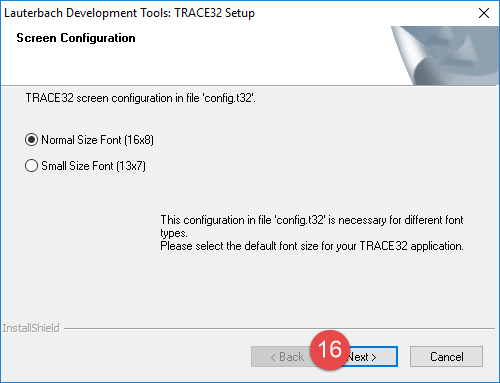 Lauterbach Development Tools: TRACE32 Setup
Screen Configuration
TRACE32 screen configuration in file 'config.t32'.
Normal Size Font (16x8)
Small Size Font (13x7)
This configuration in file 'config.t32' is necessary for different font
types.
Please select the default font size for your TRACE32 application.
InstallShield
< Back 16 Next > Cancel